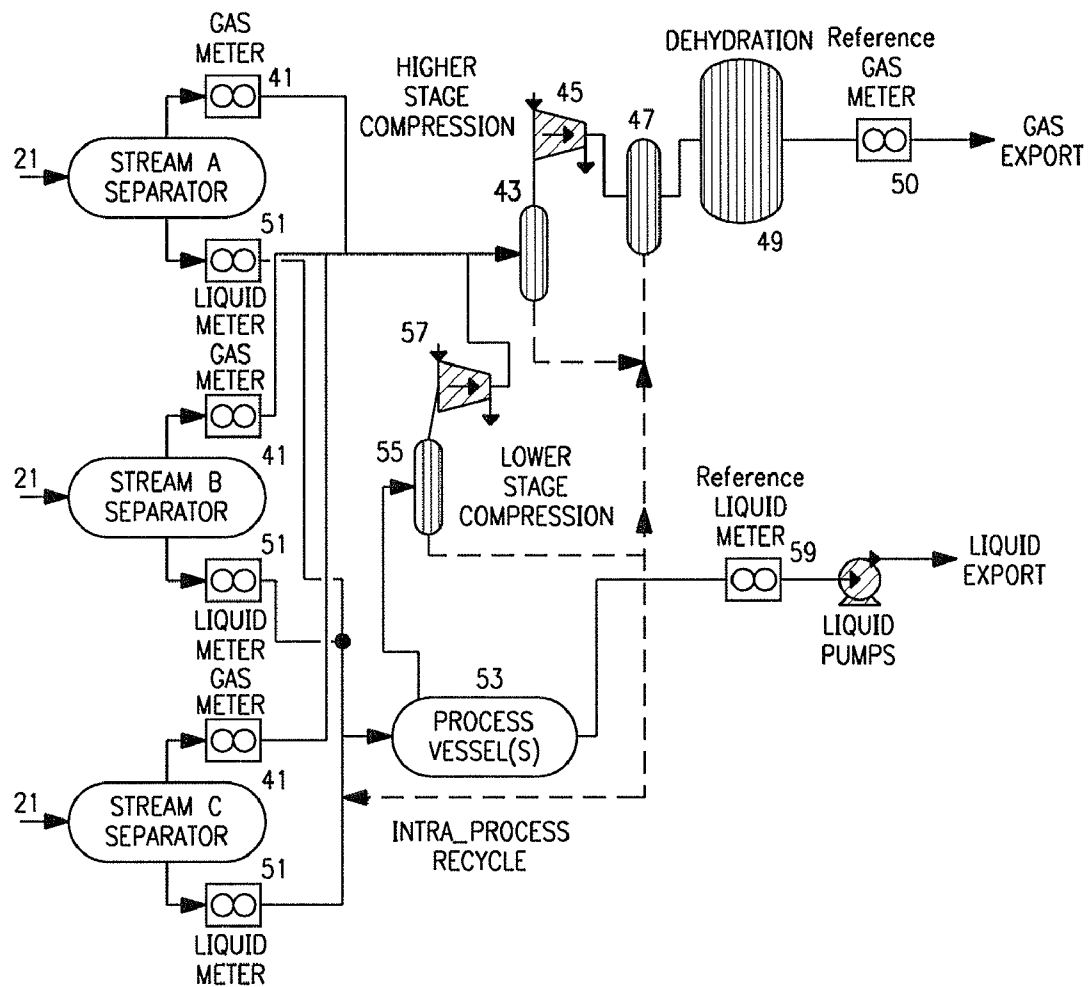 GAS
METER
41
21
STREAM A
SEPARATOR
51
LIQUID
METER
HIGHER
STAGE
COMPRESSION
45
43
47
DEHYDRATION
49
Reference
GAS
METER
50
GAS
EXPORT
GAS
METER
41
21
STREAM B
SEPARATOR
51
LIQUID
METER
57
55
LOWER
STAGE
COMPRESSION
Reference
LIQUID
METER
59
LIQUID
EXPORT
LIQUID
PUMPS
GAS
METER
41
21
STREAM C
SEPARATOR
51
LIQUID
METER
53
PROCESS
VESSEL(S)
INTRA_PROCESS
RECYCLE